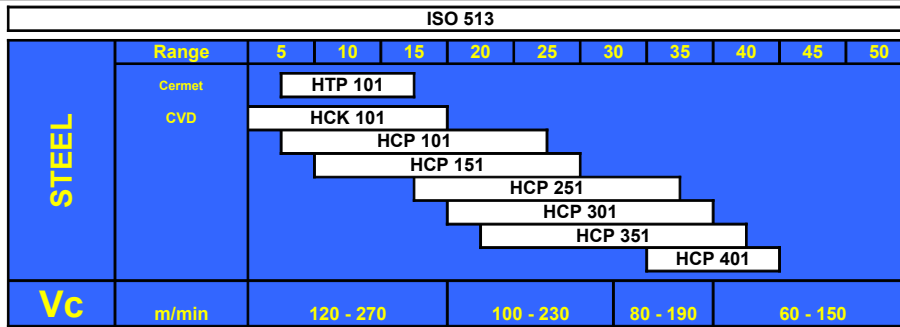 ISO 513
Range 5 10 15 20 25 30 35 40 45 50
STEEL
Cermet HTP 101
CVD HCK 101
HCP 101
HCP 151
HCP 251
HCP 301
HCP 351
HCP 401
Vc m/min 120 - 270 100 - 230 80 - 190 60 - 150